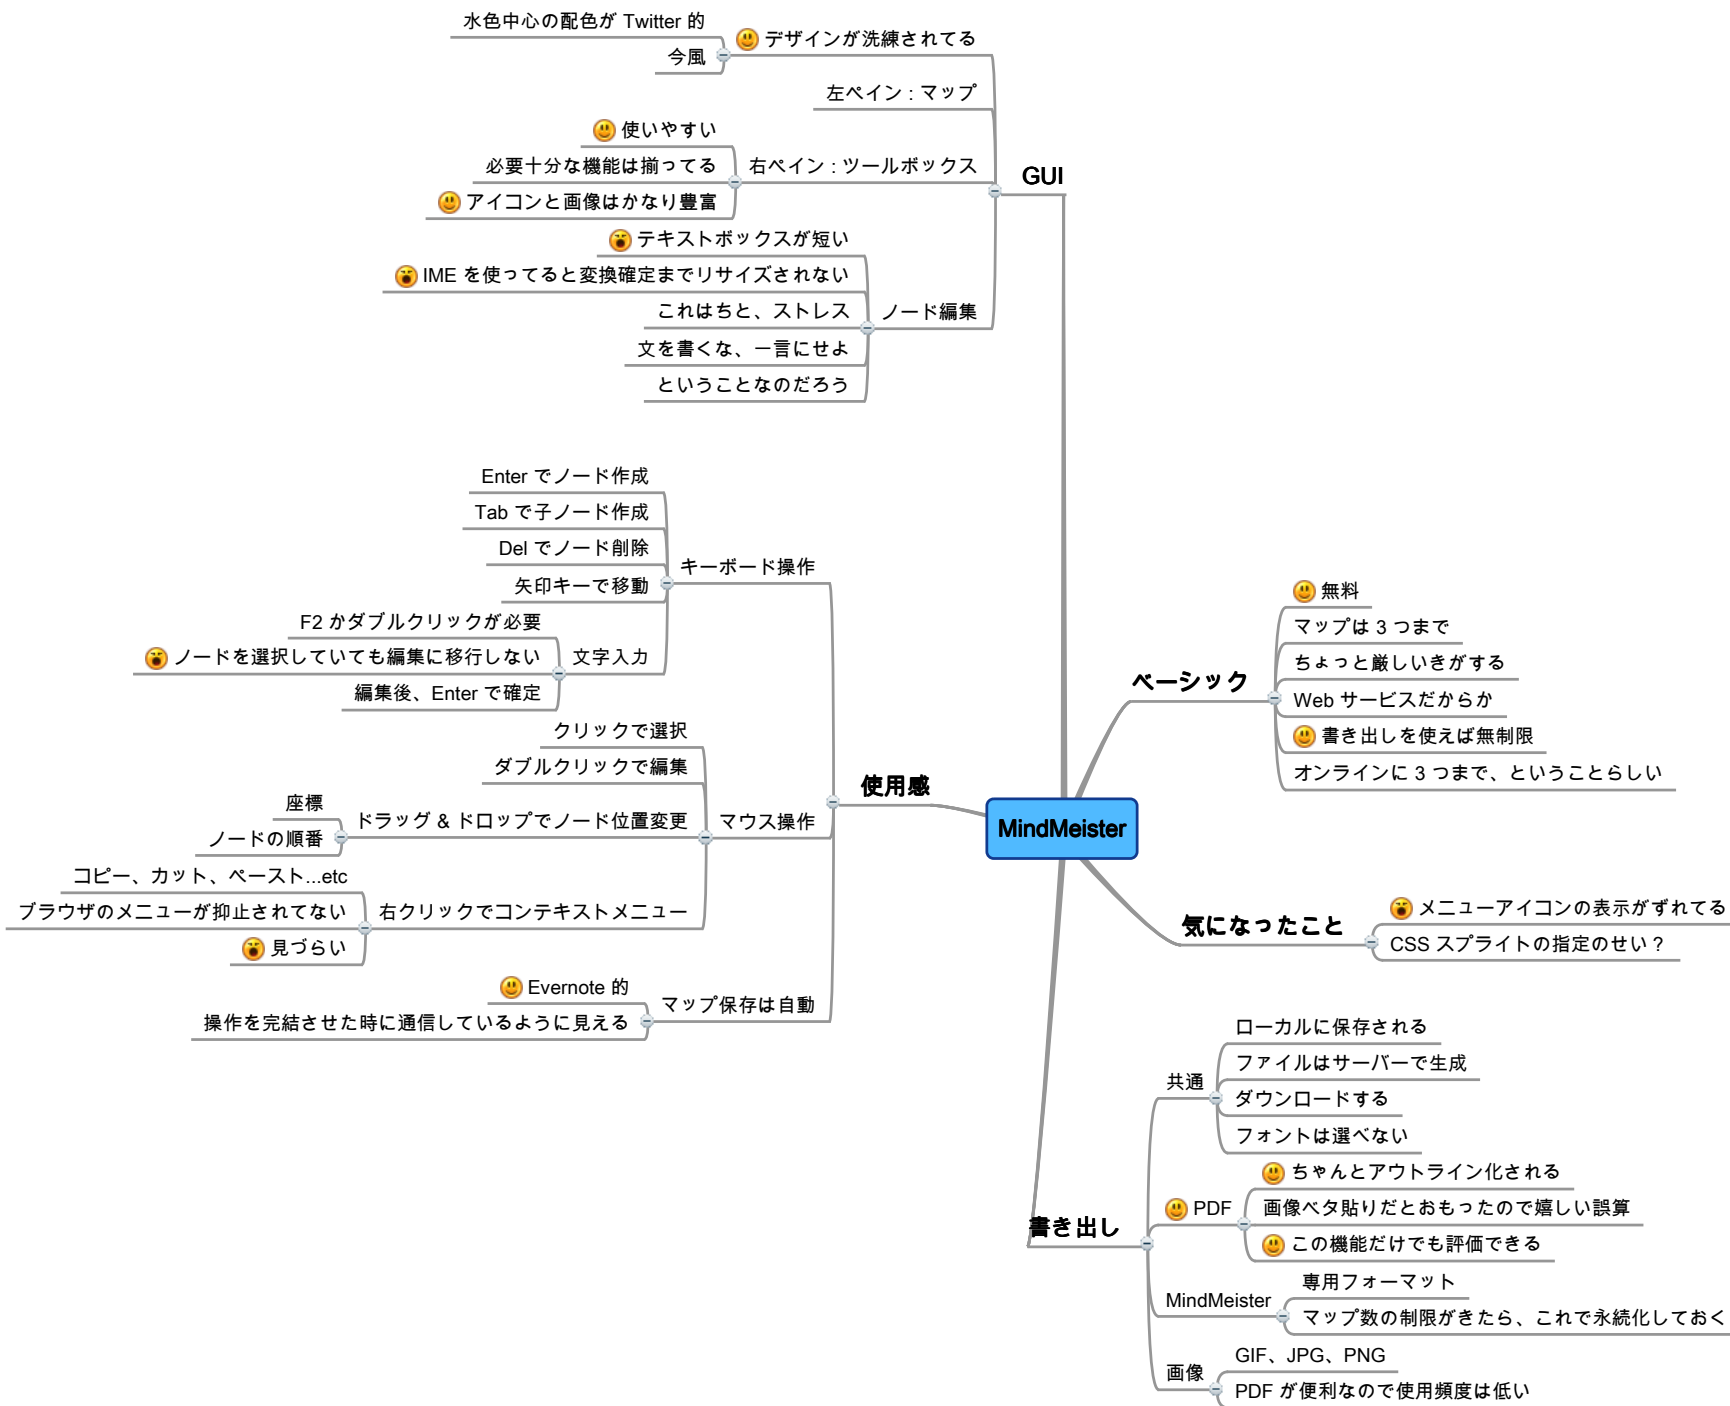 MindMeister
GUI
デザインが洗練されてる
水色中心の配色が Twitter 的
今風
左ペイン : マップ
右ペイン : ツールボックス
使いやすい
必要十分な機能は揃ってる
アイコンと画像はかなり豊富
ノード編集
テキストボックスが短い
IME を使ってると変換確定までリサイズされない
これはちと、ストレス
文を書くな、一言にせよ
ということなのだろう
使用感
キーボード操作
Enter でノード作成
Tab で子ノード作成
Del でノード削除
矢印キーで移動
文字入力
F2 かダブルクリックが必要
ノードを選択していても編集に移行しない
編集後、Enter で確定
マウス操作
クリックで選択
ダブルクリックで編集
ドラッグ & ドロップでノード位置変更
座標
ノードの順番
右クリックでコンテキストメニュー
コピー、カット、ペースト...etc
ブラウザのメニューが抑止されてない
見づらい
マップ保存は自動
Evernote 的
操作を完結させた時に通信しているように見える
ベーシック
無料
マップは 3 つまで
ちょっと厳しいきがする
Web サービスだからか
書き出しを使えば無制限
オンラインに 3 つまで、ということらしい
気になったこと
メニューアイコンの表示がずれてる
CSS スプライトの指定のせい？
書き出し
共通
ローカルに保存される
ファイルはサーバーで生成
ダウンロードする
フォントは選べない
PDF
ちゃんとアウトライン化される
画像ベタ貼りだとおもったので嬉しい誤算
この機能だけでも評価できる
MindMeister
専用フォーマット
マップ数の制限がきたら、これで永続化しておく
画像
GIF、JPG、PNG
PDF が便利なので使用頻度は低い